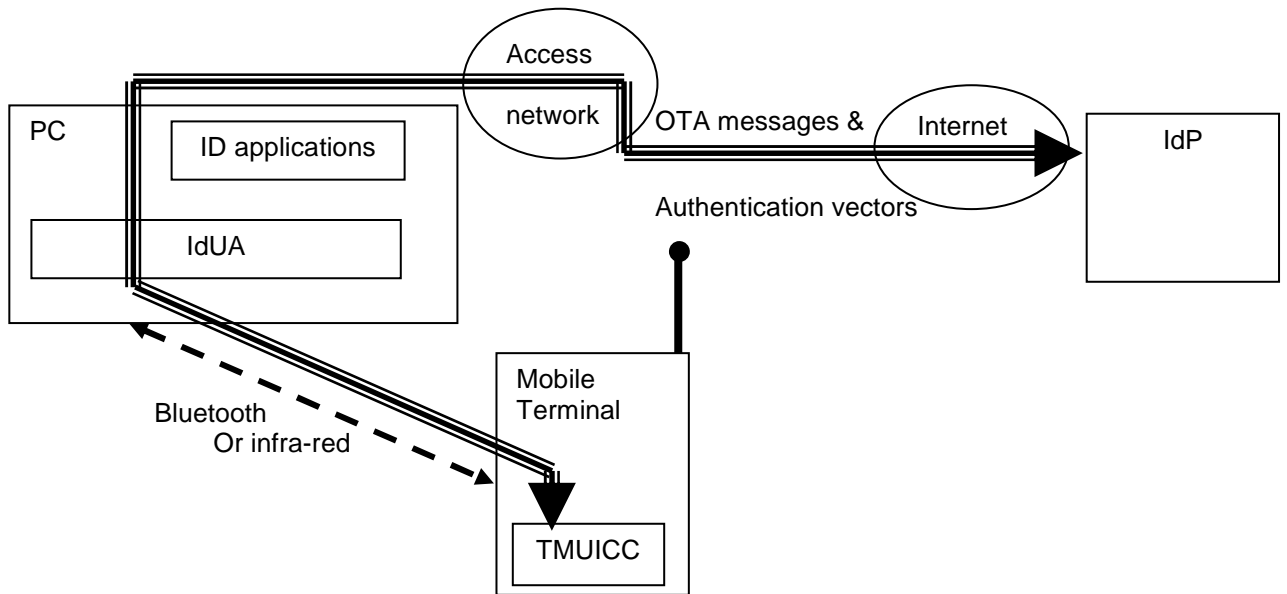 Access
network
PC
ID applications
IdUA
OTA messages &
Authentication vectors
Internet
IdP
Bluetooth
Or infra-red
Mobile
Terminal
TMUICC